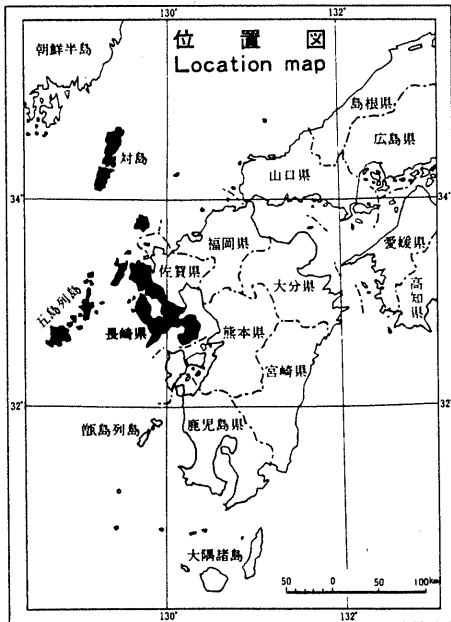 130°
132°
位 置 図
Location map
朝鮮半島
島根県
広島県
対島
山口県
34°
34°
福岡県
愛媛県
佐賀県
大分県
高知県
五島列島
長崎県
熊本県
宮崎県
32°
32°
甑島列島
鹿児島県
大隅諸島
50 0 50 100km
130°
132°